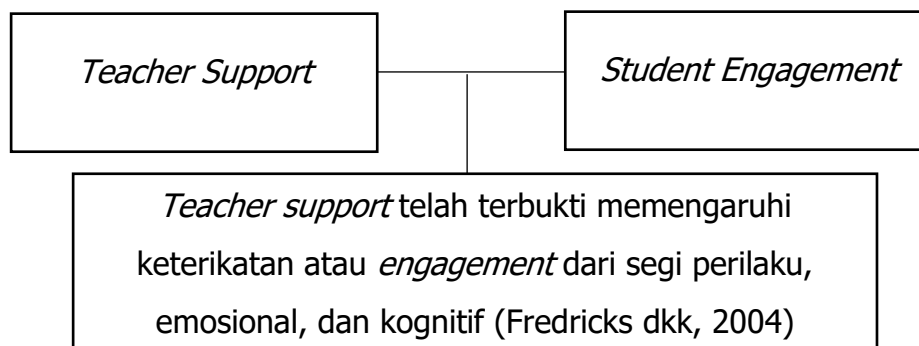 Teacher Support
Student Engagement
Teacher support telah terbukti memengaruhi
keterikatan atau engagement dari segi perilaku,
emosional, dan kognitif (Fredricks dkk, 2004)